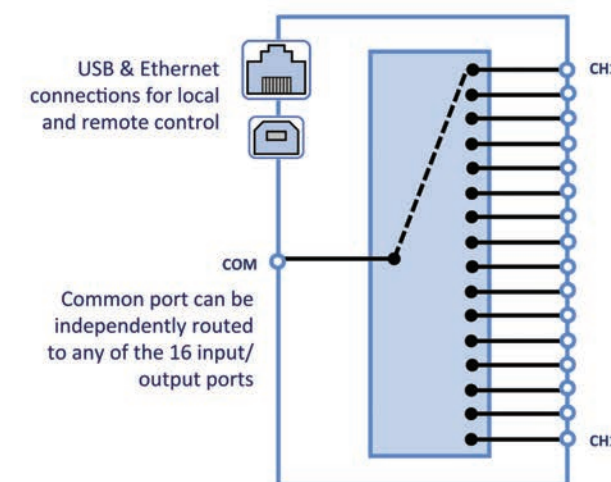 USB & Ethernet
connections for local
and remote control
CH1
COM
Common port can be
independently routed
to any of the 16 input/
output ports